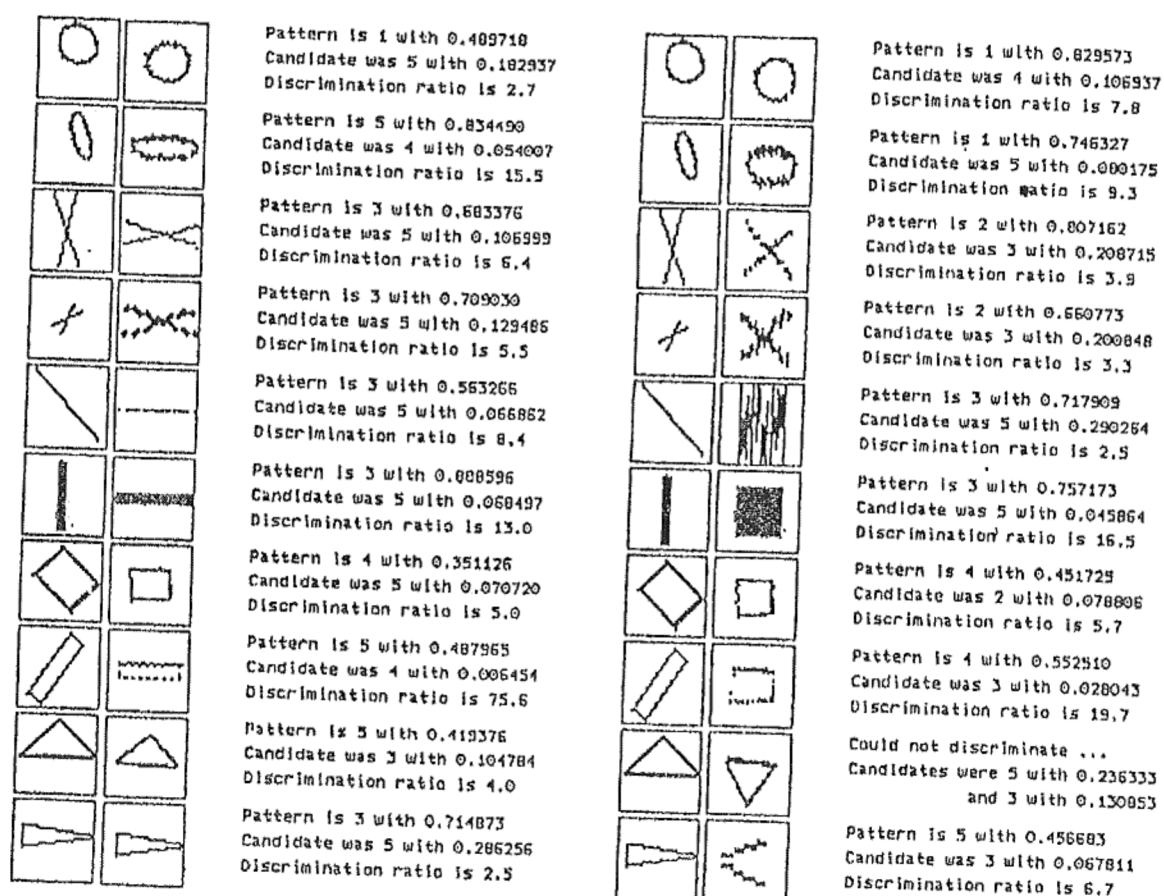 Pattern is 1 with 0.489718
Candidate was 5 with 0.182937
Discrimination ratio is 2.7
Pattern is 5 with 0.834490
Candidate was 4 with 0.054007
Discrimination ratio is 15.5
Pattern is 3 with 0.683376
Candidate was 5 with 0.106999
Discrimination ratio is 6.4
Pattern is 3 with 0.709030
Candidate was 5 with 0.129486
Discrimination ratio is 5.5
Pattern is 3 with 0.563266
Candidate was 5 with 0.066862
Discrimination ratio is 8.4
Pattern is 3 with 0.888596
Candidate was 5 with 0.068497
Discrimination ratio is 13.0
Pattern is 4 with 0.351126
Candidate was 5 with 0.070720
Discrimination ratio is 5.0
Pattern is 5 with 0.487965
Candidate was 4 with 0.006454
Discrimination ratio is 75.6
Pattern is 5 with 0.419376
Candidate was 3 with 0.104784
Discrimination ratio is 4.0
Pattern is 3 with 0.714873
Candidate was 5 with 0.286256
Discrimination ratio is 2.5
Pattern is 1 with 0.829573
Candidate was 4 with 0.106937
Discrimination ratio is 7.8
Pattern is 1 with 0.746327
Candidate was 5 with 0.080175
Discrimination ratio is 9.3
Pattern is 2 with 0.807162
Candidate was 3 with 0.208715
Discrimination ratio is 3.9
Pattern is 2 with 0.660773
Candidate was 3 with 0.200848
Discrimination ratio is 3.3
Pattern is 3 with 0.717909
Candidate was 5 with 0.290264
Discrimination ratio is 2.5
Pattern is 3 with 0.757173
Candidate was 5 with 0.045864
Discrimination ratio is 16.5
Pattern is 4 with 0.451725
Candidate was 2 with 0.078806
Discrimination ratio is 5.7
Pattern is 4 with 0.552510
Candidate was 3 with 0.028043
Discrimination ratio is 19.7
Could not discriminate ...
Candidates were 5 with 0.236333
and 3 with 0.130853
Pattern is 5 with 0.456683
Candidate was 3 with 0.067811
Discrimination ratio is 6.7